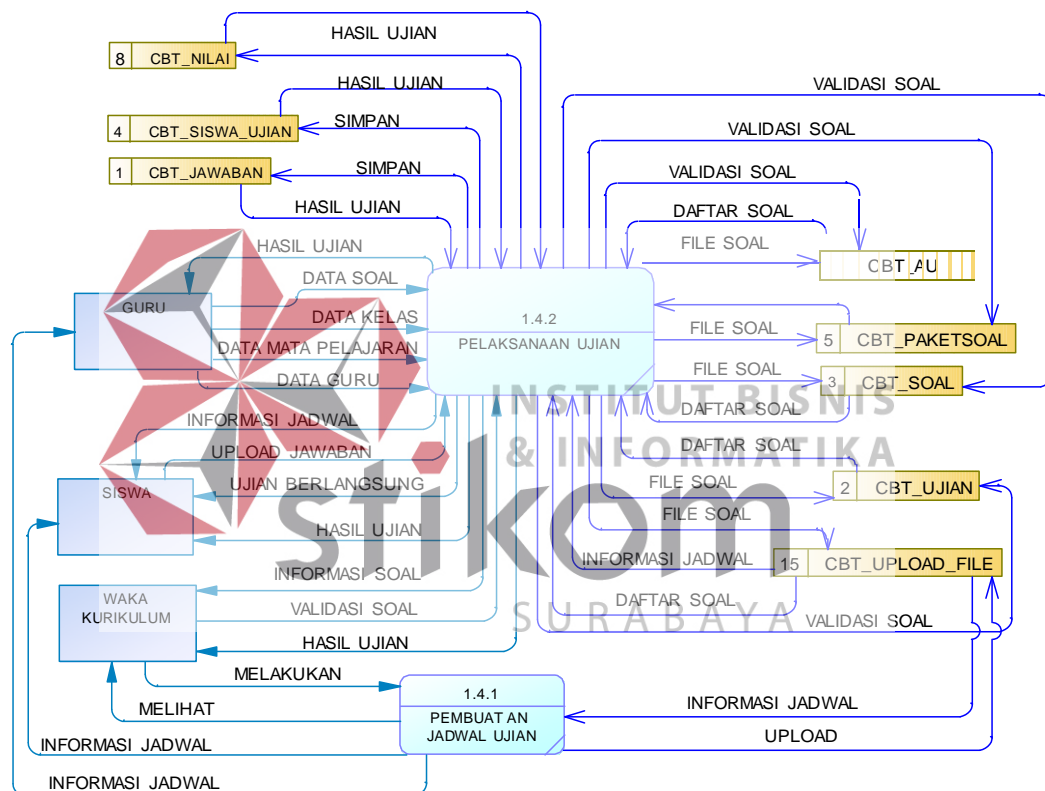 HASIL UJIAN
8 CBT_NILAI
HASIL UJIAN
VALIDASI SOAL
4 CBT_SISWA_UJIAN
SIMPAN
VALIDASI SOAL
1 CBT_JAWABAN
SIMPAN
VALIDASI SOAL
HASIL UJIAN
DAFTAR SOAL
HASIL UJIAN
FILE SOAL
CBT_AU
DATA SOAL
GURU
DATA KELAS
1.4.2
PELAKSANAAN UJIAN
FILE SOAL
5 CBT_PAKETSOAL
DATA MATA PELAJARAN
FILE SOAL
3 CBT_SOAL
DATA GURU
INSTITUT BISNIS
& INFORMATIKA
DAFTAR SOAL
INFORMASI JADWAL
DAFTAR SOAL
UPLOAD JAWABAN
SISWA
UJIAN BERLANGSUNG
FILE SOAL
2 CBT_UJIAN
stikom
FILE SOAL
HASIL UJIAN
INFORMASI JADWAL
15 CBT_UPLOAD_FILE
INFORMASI SOAL
WAKA
KURIKULUM
VALIDASI SOAL
DAFTAR SOAL
SURABAYA
VALIDASI SOAL
HASIL UJIAN
MELAKUKAN
1.4.1
PEMBUAT AN
JADWAL UJIAN
MELIHAT
INFORMASI JADWAL
INFORMASI JADWAL
UPLOAD
INFORMASI JADWAL